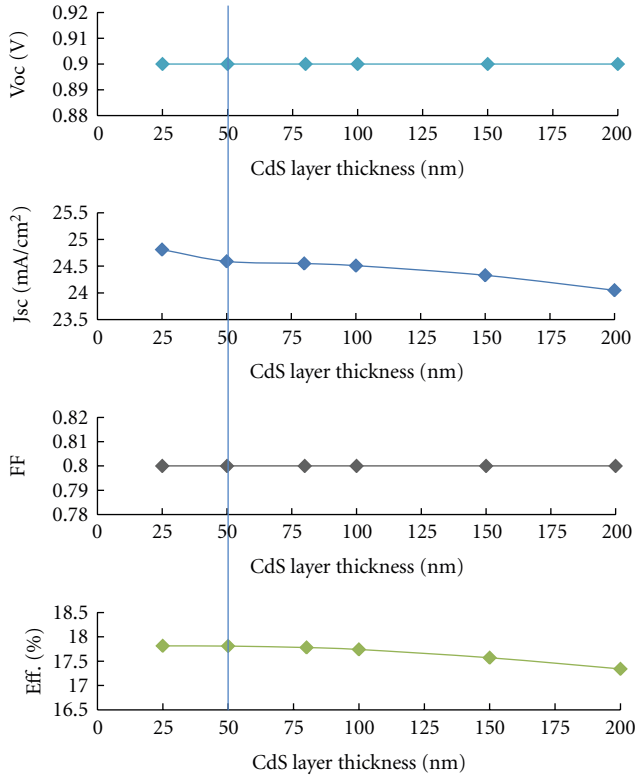 Voc (V)
0.92
0.91
0.9
0.89
0.88
0 25 50 75 100 125 150 175 200
CdS layer thickness (nm)
Jsc (mA/cm²)
25.5
25
24.5
24
23.5
0 25 50 75 100 125 150 175 200
CdS layer thickness (nm)
FF
0.82
0.81
0.8
0.79
0.78
0 25 50 75 100 125 150 175 200
CdS layer thickness (nm)
Eff. (%)
18.5
18
17.5
17
16.5
0 25 50 75 100 125 150 175 200
CdS layer thickness (nm)